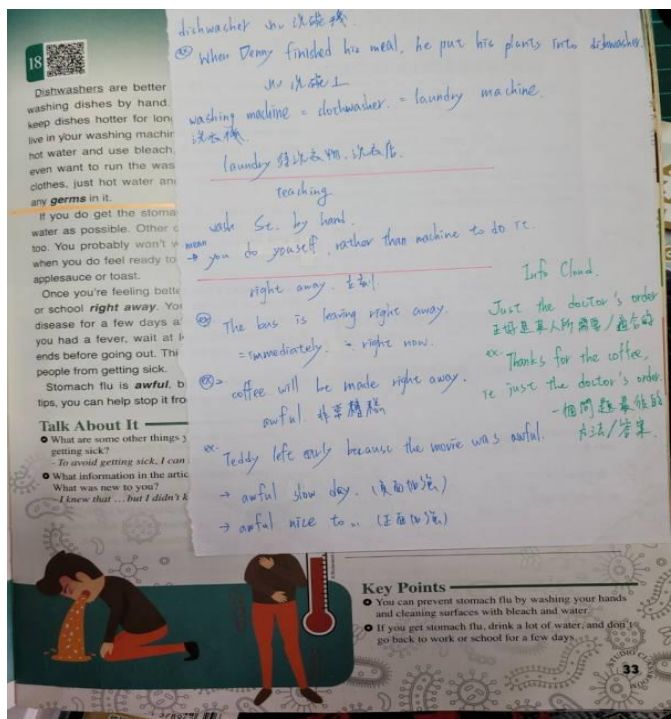 dishwasher (n.) 洗碗機.
ex When Denny finished his meal, he put his plants into dishwasher.
(n.) 洗碗工
washing machine = clothwasher. = laundry machine.
洗衣機
laundry 待洗衣物.洗衣店.
teaching
wash St. by hand.
mean
→ you do youself, rather than machine to do it.
right away. 立刻.
ex The bus is leaving right away.
= immediately. = right now.
ex coffee will be made right away.
awful. 非常糟糕
ex. Teddy left early because the movie was awful.
→ awful slow day. (負面加強)
→ awful nice to … (正面加強)
Info Cloud.
Just the doctor's order
正好是某人所需要/適合的
ex. Thanks for the coffee,
it just the doctor's order.
一個問題最佳的
方法/答案.
18
Dishwashers are better
washing dishes by hand.
keep dishes hotter for lon
live in your washing machin
hot water and use bleach
even want to run the was
clothes, just hot water an
any germs in it.
If you do get the stoma
water as possible. Other
too. You probably won't
when you do feel ready to
applesauce or toast.
Once you're feeling bette
or school right away. You
disease for a few days a
you had a fever, wait at
ends before going out. Thi
people from getting sick.
Stomach flu is awful, b
tips, you can help stop it fro
Talk About It
What are some other things y
getting sick?
- To avoid getting sick, I can
What information in the artic
What was new to you?
- I knew that ... but I didn't k
Key Points
You can prevent stomach flu by washing your hands
and cleaning surfaces with bleach and water.
If you get stomach flu, drink a lot of water, and don't
go back to work or school for a few days.
STUDIO CLASSROOM
33